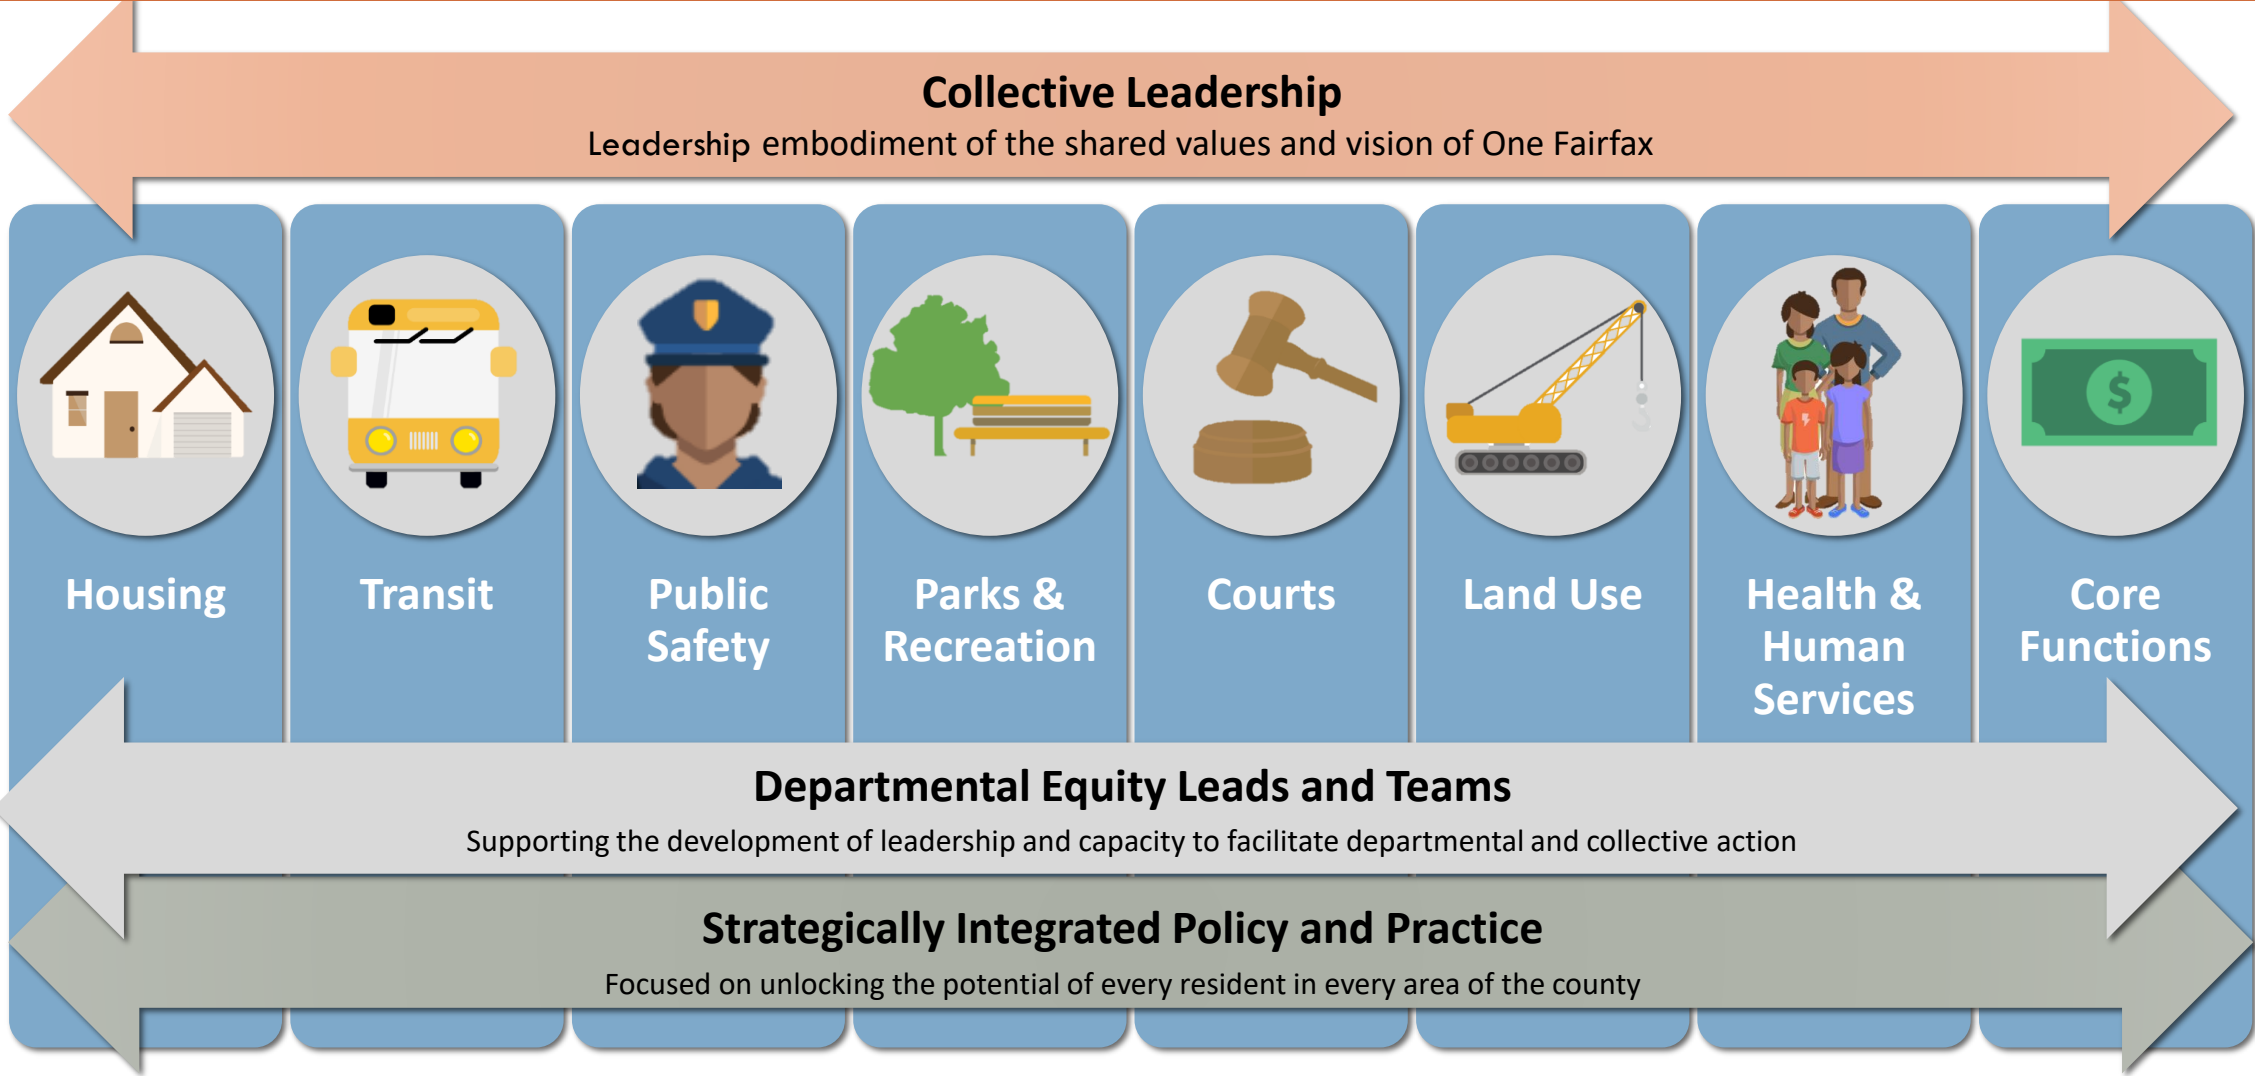 Collective Leadership
Leadership embodiment of the shared values and vision of One Fairfax
Housing
Transit
Public
Safety
Parks &
Recreation
Courts
Land Use
Health &
Human
Services
Core
Functions
$
Departmental Equity Leads and Teams
Supporting the development of leadership and capacity to facilitate departmental and collective action
Strategically Integrated Policy and Practice
Focused on unlocking the potential of every resident in every area of the county